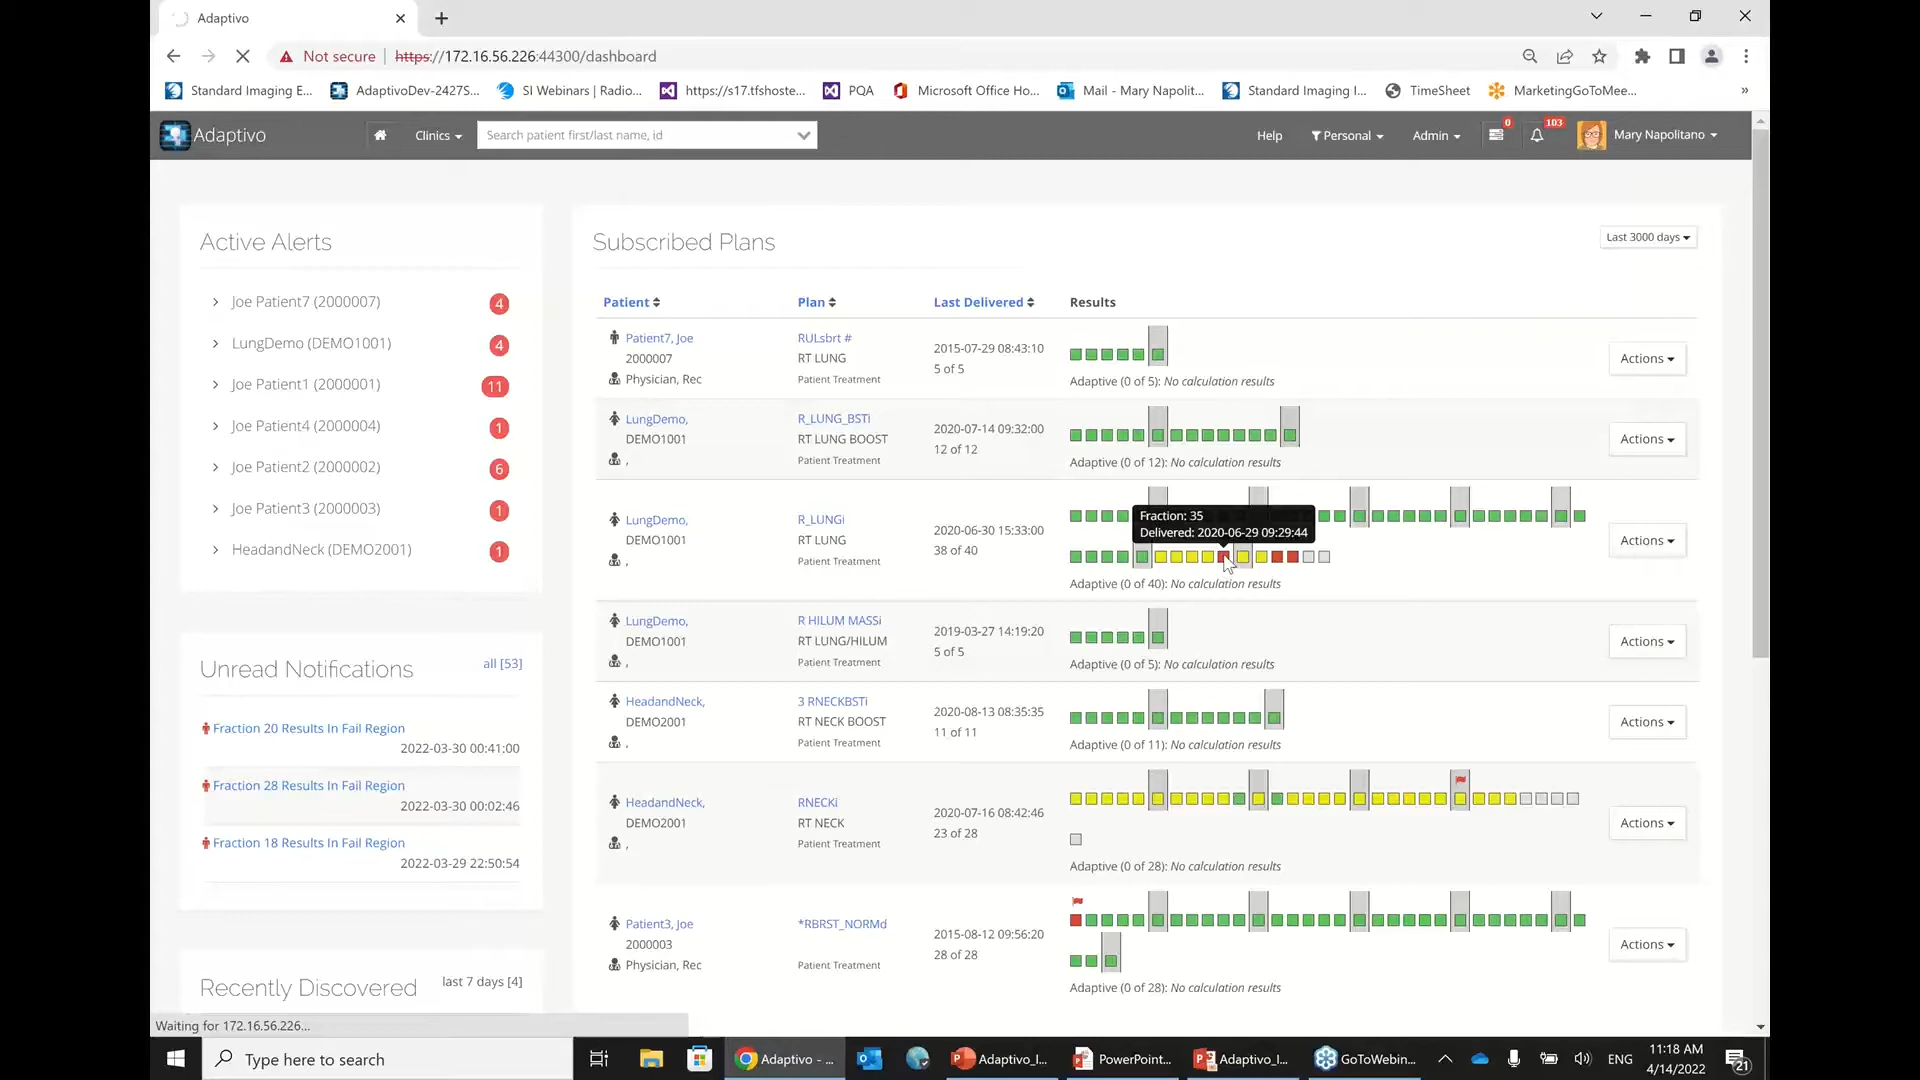 Adaptivo
Not secure https://172.16.56.226:44300/dashboard
Standard Imaging E... AdaptivoDev-2427S... SI Webinars | Radio... https://s17.tfshoste... PQA Microsoft Office Ho... Mail - Mary Napolit... Standard Imaging I... TimeSheet MarketingGoToMee... »
Adaptivo Clinics Search patient first/last name, id Help Personal Admin 0 103 Mary Napolitano
Active Alerts
Joe Patient7 (2000007) 4
LungDemo (DEMO1001) 4
Joe Patient1 (2000001) 11
Joe Patient4 (2000004) 1
Joe Patient2 (2000002) 6
Joe Patient3 (2000003) 1
HeadandNeck (DEMO2001) 1
Unread Notifications all [53]
Fraction 20 Results In Fail Region
2022-03-30 00:41:00
Fraction 28 Results In Fail Region
2022-03-30 00:02:46
Fraction 18 Results In Fail Region
2022-03-29 22:50:54
Recently Discovered last 7 days [4]
Subscribed Plans Last 3000 days
Patient Plan Last Delivered Results
Patient7, Joe RULsbrt #
2000007 RT LUNG 2015-07-29 08:43:10 Actions
5 of 5
Physician, Rec Patient Treatment Adaptive (0 of 5): No calculation results
LungDemo, R_LUNG_BSTi
DEMO1001 RT LUNG BOOST 2020-07-14 09:32:00 Actions
12 of 12
, Patient Treatment Adaptive (0 of 12): No calculation results
LungDemo, R_LUNGi
Fraction: 35
Delivered: 2020-06-29 09:29:44
DEMO1001 RT LUNG 2020-06-30 15:33:00 Actions
38 of 40
, Patient Treatment Adaptive (0 of 40): No calculation results
LungDemo, R HILUM MASSi
DEMO1001 RT LUNG/HILUM 2019-03-27 14:19:20 Actions
5 of 5
, Patient Treatment Adaptive (0 of 5): No calculation results
HeadandNeck, 3 RNECKBSTi
DEMO2001 RT NECK BOOST 2020-08-13 08:35:35 Actions
11 of 11
, Patient Treatment Adaptive (0 of 11): No calculation results
HeadandNeck, RNECKi
DEMO2001 RT NECK 2020-07-16 08:42:46 Actions
23 of 28
, Patient Treatment Adaptive (0 of 28): No calculation results
Patient3, Joe *RBRST_NORMd
2000003 2015-08-12 09:56:20 Actions
28 of 28
Physician, Rec Patient Treatment
Adaptive (0 of 28): No calculation results
Waiting for 172.16.56.226...
Type here to search Adaptivo - ... Adaptivo_I... PowerPoint... Adaptivo_I... GoToWebin... ENG 11:18 AM
4/14/2022 21